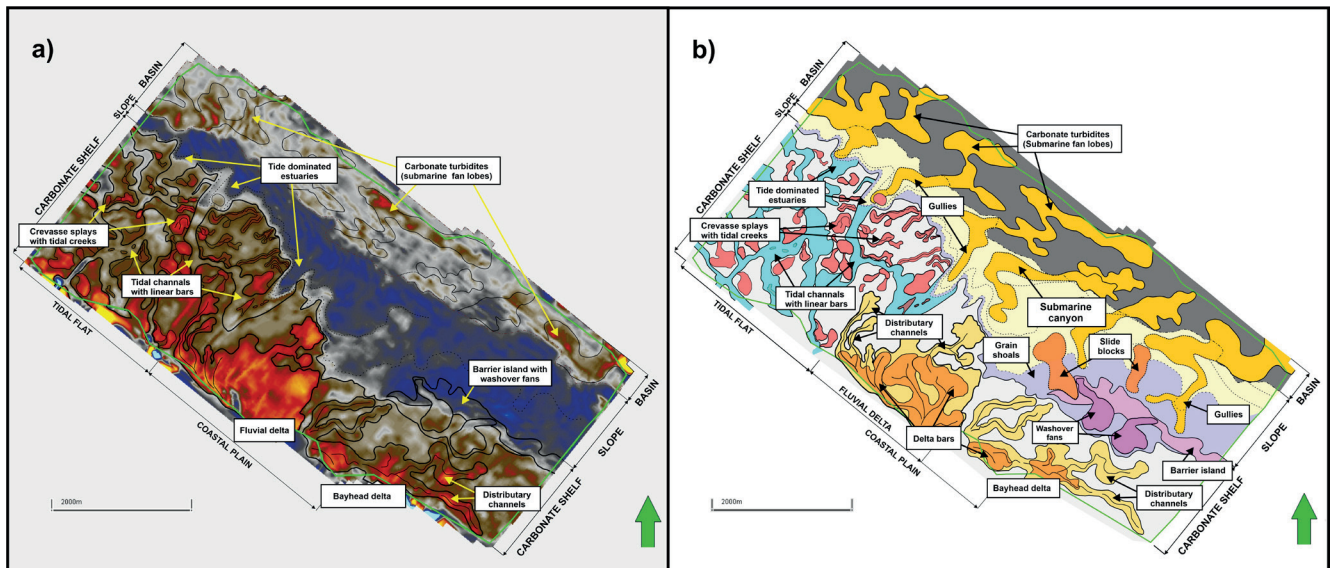 a)
BASIN
SLOPE
CARBONATE SHELF
Tide dominated
estuaries
Carbonate turbidites
(submarine fan lobes)
Crevasse splays
with tidal creeks
Tidal channels
with linear bars
TIDAL FLAT
Barrier island with
washover fans
Fluvial delta
COASTAL PLAIN
BASIN
SLOPE
Bayhead delta
Distributary
channels
CARBONATE SHELF
2000m
b)
BASIN
SLOPE
CARBONATE SHELF
Carbonate turbidites
(Submarine fan lobes)
Tide dominated
estuaries
Gullies
Crevasse splays
with tidal creeks
Tidal channels
with linear bars
TIDAL FLAT
Submarine
canyon
Distributary
channels
Grain
shoals
Slide
blocks
FLUVIAL DELTA
BASIN
Gullies
Delta bars
COASTAL PLAIN
Washover
fans
SLOPE
Barrier island
Bayhead delta
Distributary
channels
CARBONATE SHELF
2000m